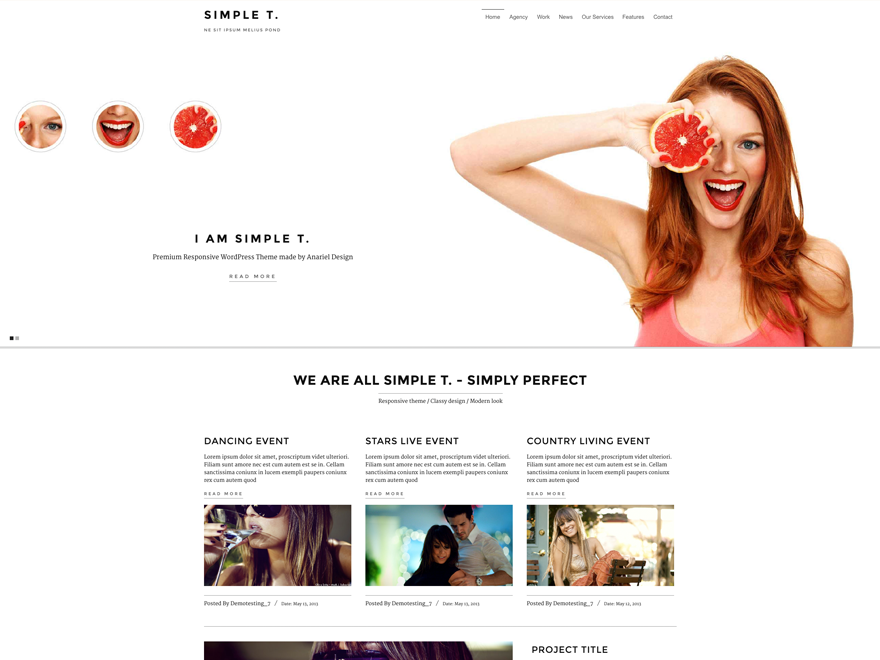 SIMPLE T.
NE SIT IPSUM MELIUS POND
Home Agency Work News Our Services Features Contact
I AM SIMPLE T.
Premium Responsive WordPress Theme made by Anariel Design
READ MORE
WE ARE ALL SIMPLE T. - SIMPLY PERFECT
Responsive theme / Classy design / Modern look
DANCING EVENT
Lorem ipsum dolor sit amet, proscriptum videt ulteriori.
Filiam sunt amore nec est cum autem est se in. Cellam
sanctissima coniunx in lucem exempli paupers coniunx
rex cum autem quod
READ MORE
Posted By Demotesting_7 / Date: May 13, 2013
STARS LIVE EVENT
Lorem ipsum dolor sit amet, proscriptum videt ulteriori.
Filiam sunt amore nec est cum autem est se in. Cellam
sanctissima coniunx in lucem exempli paupers coniunx
rex cum autem quod
READ MORE
Posted By Demotesting_7 / Date: May 13, 2013
COUNTRY LIVING EVENT
Lorem ipsum dolor sit amet, proscriptum videt ulteriori.
Filiam sunt amore nec est cum autem est se in. Cellam
sanctissima coniunx in lucem exempli paupers coniunx
rex cum autem quod
READ MORE
Posted By Demotesting_7 / Date: May 12, 2013
PROJECT TITLE